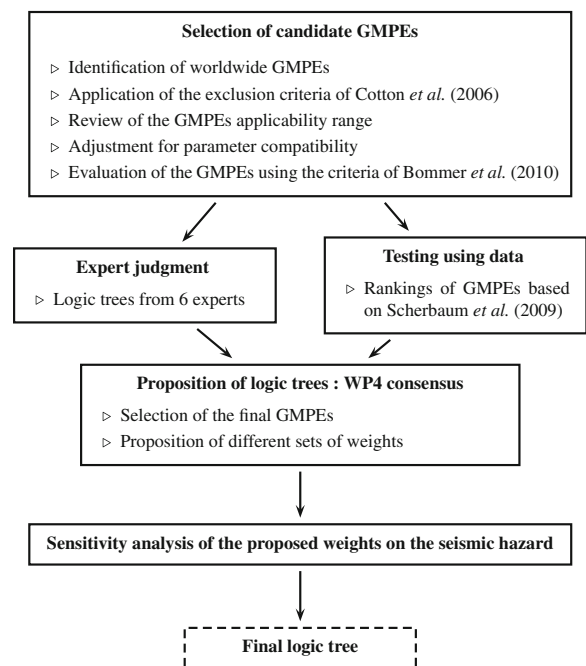 Selection of candidate GMPEs
▷ Identification of worldwide GMPEs
▷ Application of the exclusion criteria of Cotton et al. (2006)
▷ Review of the GMPEs applicability range
▷ Adjustment for parameter compatibility
▷ Evaluation of the GMPEs using the criteria of Bommer et al. (2010)
Expert judgment
▷ Logic trees from 6 experts
Testing using data
▷ Rankings of GMPEs based
on Scherbaum et al. (2009)
Proposition of logic trees : WP4 consensus
▷ Selection of the final GMPEs
▷ Proposition of different sets of weights
Sensitivity analysis of the proposed weights on the seismic hazard
Final logic tree